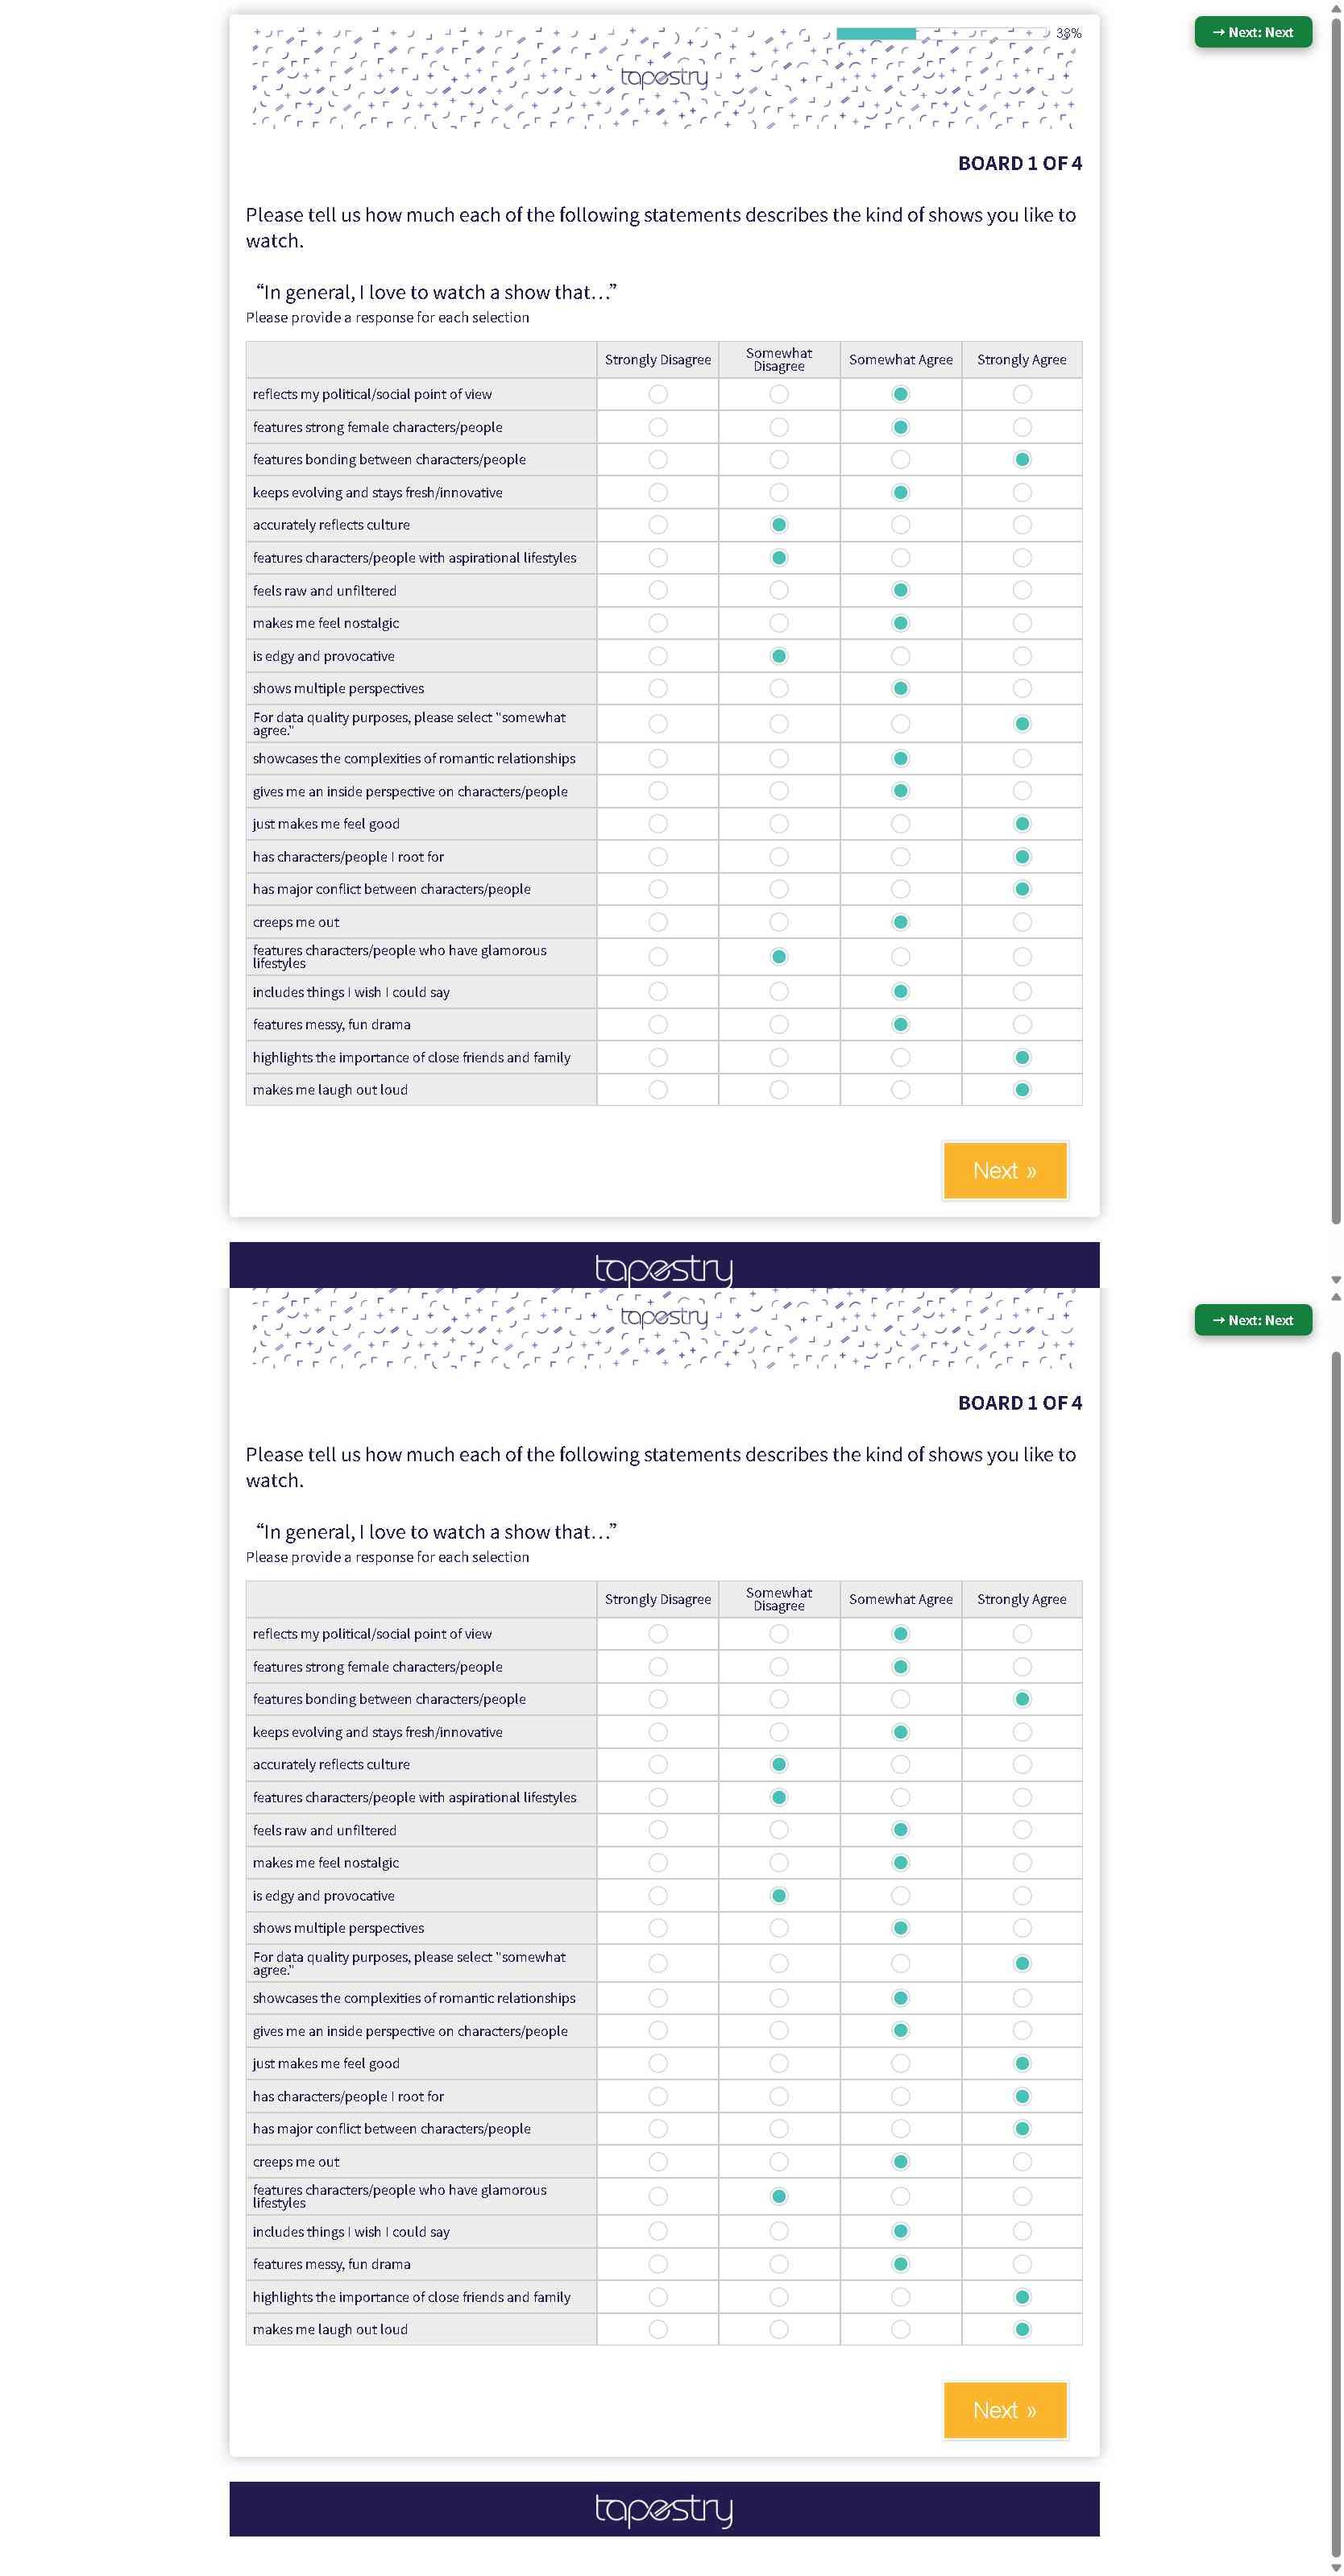 38%
→ Next: Next
tapestry
BOARD 1 OF 4
Please tell us how much each of the following statements describes the kind of shows you like to
watch.
“In general, I love to watch a show that…”
Please provide a response for each selection
Strongly Disagree Somewhat Disagree Somewhat Agree Strongly Agree
reflects my political/social point of view
features strong female characters/people
features bonding between characters/people
keeps evolving and stays fresh/innovative
accurately reflects culture
features characters/people with aspirational lifestyles
feels raw and unfiltered
makes me feel nostalgic
is edgy and provocative
shows multiple perspectives
For data quality purposes, please select "somewhat
agree."
showcases the complexities of romantic relationships
gives me an inside perspective on characters/people
just makes me feel good
has characters/people I root for
has major conflict between characters/people
creeps me out
features characters/people who have glamorous
lifestyles
includes things I wish I could say
features messy, fun drama
highlights the importance of close friends and family
makes me laugh out loud
Next »
tapestry
→ Next: Next
tapestry
BOARD 1 OF 4
Please tell us how much each of the following statements describes the kind of shows you like to
watch.
“In general, I love to watch a show that…”
Please provide a response for each selection
Strongly Disagree Somewhat Disagree Somewhat Agree Strongly Agree
reflects my political/social point of view
features strong female characters/people
features bonding between characters/people
keeps evolving and stays fresh/innovative
accurately reflects culture
features characters/people with aspirational lifestyles
feels raw and unfiltered
makes me feel nostalgic
is edgy and provocative
shows multiple perspectives
For data quality purposes, please select "somewhat
agree."
showcases the complexities of romantic relationships
gives me an inside perspective on characters/people
just makes me feel good
has characters/people I root for
has major conflict between characters/people
creeps me out
features characters/people who have glamorous
lifestyles
includes things I wish I could say
features messy, fun drama
highlights the importance of close friends and family
makes me laugh out loud
Next »
tapestry